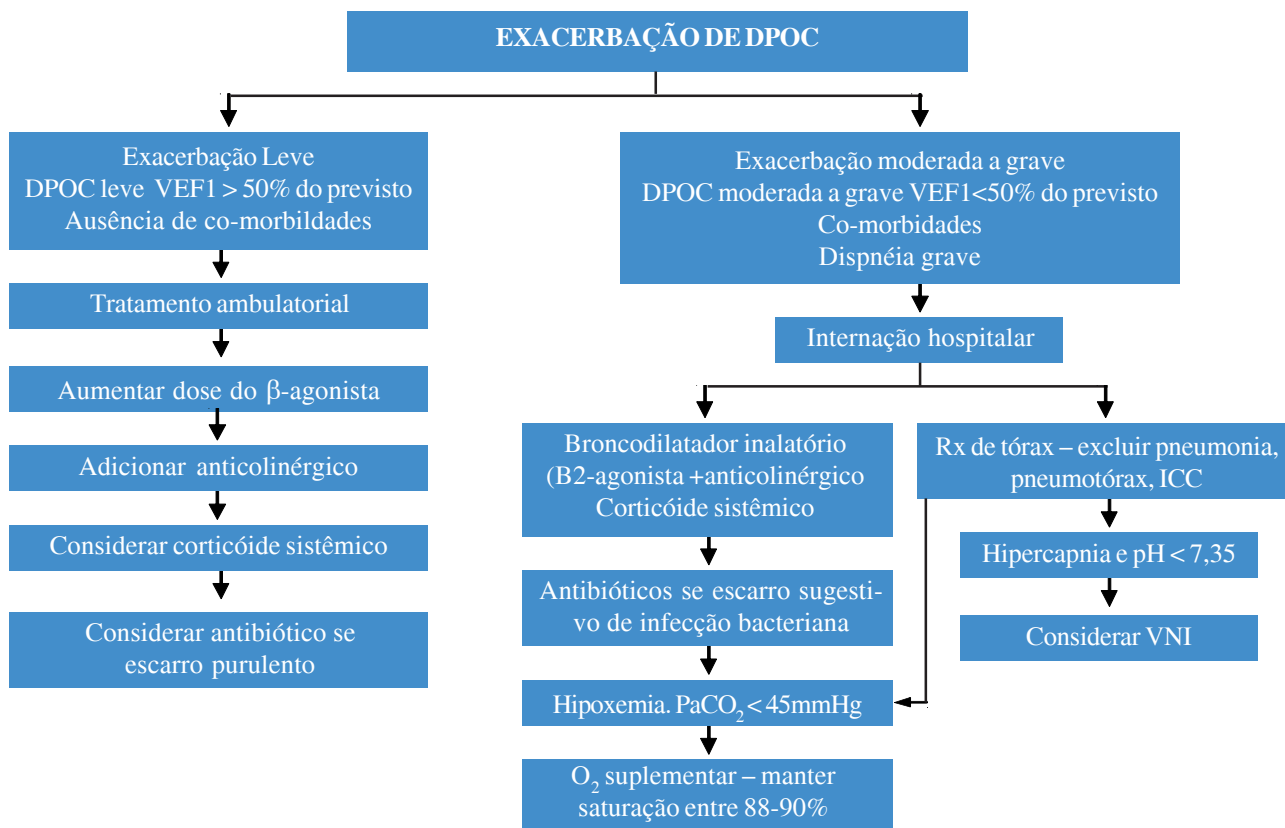 EXACERBAÇÃO DE DPOC
Exacerbação Leve
DPOC leve VEF1 > 50% do previsto
Ausência de co-morbildades
Tratamento ambulatorial
Aumentar dose do β-agonista
Adicionar anticolinérgico
Considerar corticóide sistêmico
Considerar antibiótico se
escarro purulento
Exacerbação moderada a grave
DPOC moderada a grave VEF1<50% do previsto
Co-morbidades
Dispnéia grave
Internação hospitalar
Broncodilatador inalatório
(B2-agonista +anticolinérgico
Corticóide sistêmico
Antibióticos se escarro sugesti-
vo de infecção bacteriana
Hipoxemia. PaCO₂ < 45mmHg
O₂ suplementar – manter
saturação entre 88-90%
Rx de tórax – excluir pneumonia,
pneumotórax, ICC
Hipercapnia e pH < 7,35
Considerar VNI